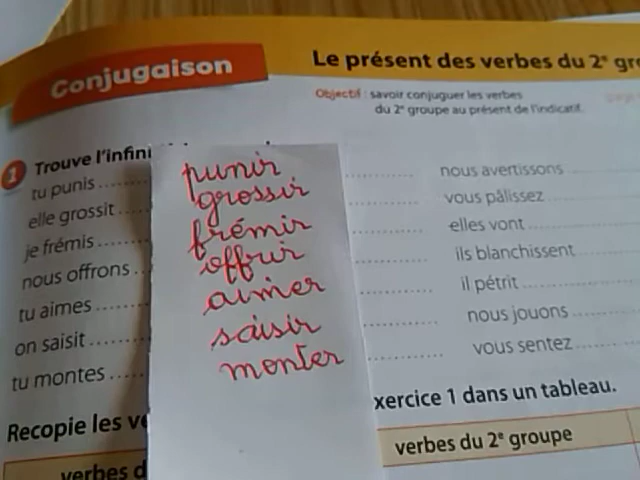 Conjugaison
Le présent des verbes du 2e
Objectif : savoir conjuguer les verbes
du 2e groupe au présent de l'indicatif.
1 Trouve l'infini
tu punis
elle grossit
je frémis
nous offrons
tu aimes
on saisit
tu montes
punir
grossir
frémir
offrir
aimer
saisir
monter
nous avertissons
vous pâlissez
elles vont
ils blanchissent
il pétrit
nous jouons
vous sentez
Recopie les
xercice 1 dans un tableau.
verbes d
verbes du 2e groupe